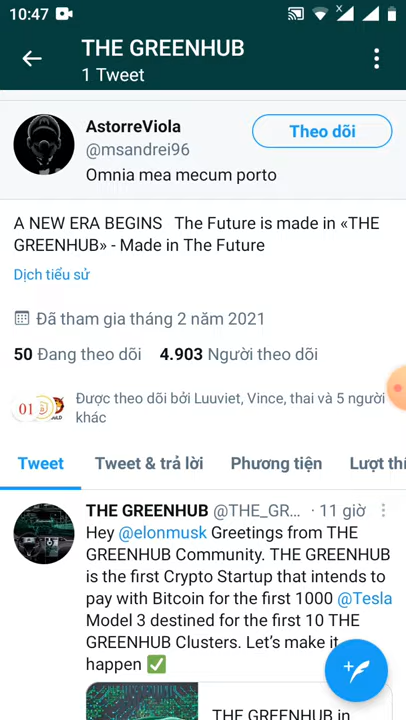 10:47
THE GREENHUB
1 Tweet
AstorreViola
Theo dõi
@msandrei96
Omnia mea mecum porto
A NEW ERA BEGINS The Future is made in «THE
GREENHUB» - Made in The Future
Dịch tiểu sử
Đã tham gia tháng 2 năm 2021
50 Đang theo dõi 4.903 Người theo dõi
01
Được theo dõi bởi Luuviet, Vince, thai và 5 người
khác
Tweet Tweet & trả lời Phương tiện Lượt thí
THE GREENHUB @THE_GR... · 11 giờ
Hey @elonmusk Greetings from THE
GREENHUB Community. THE GREENHUB
is the first Crypto Startup that intends to
pay with Bitcoin for the first 1000 @Tesla
Model 3 destined for the first 10 THE
GREENHUB Clusters. Let's make it
happen ✅
THE GREENHUB in